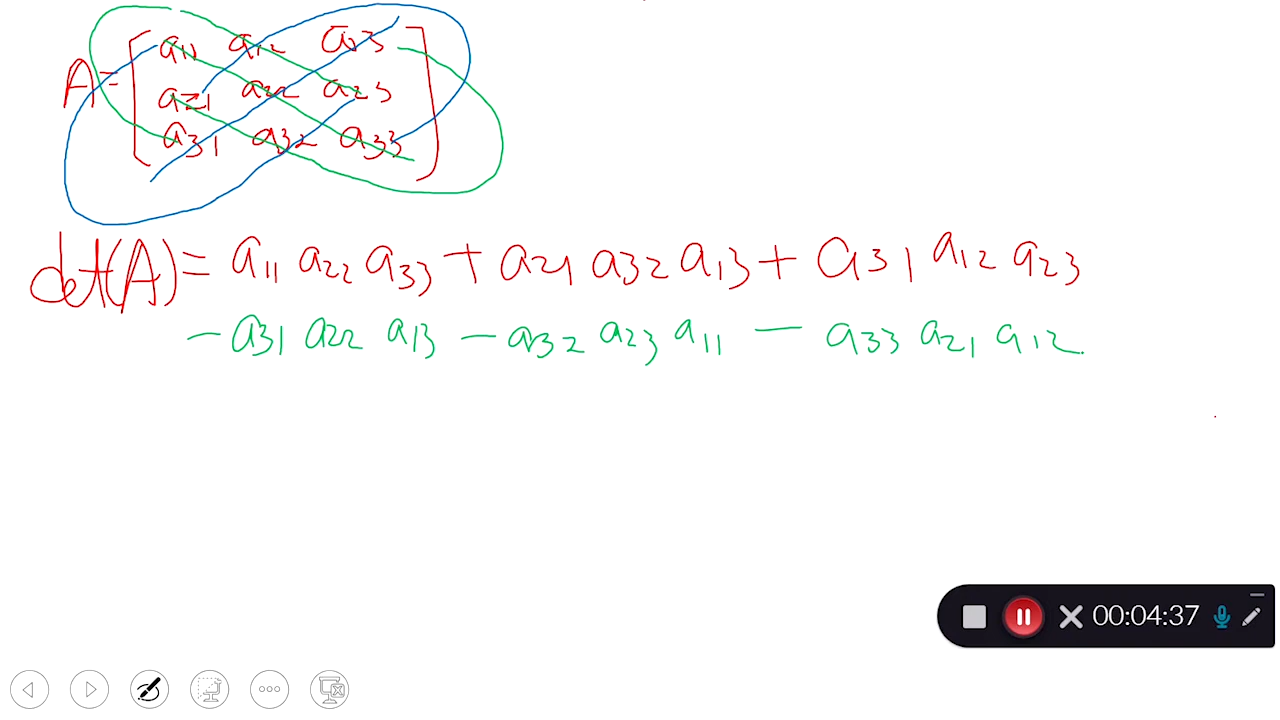 A = [ a11 a12 a13
a21 a22 a23
a31 a32 a33 ]
det(A) = a11 a22 a33 + a21 a32 a13 + a31 a12 a23
- a31 a22 a13 - a32 a23 a11 - a33 a21 a12
00:04:37